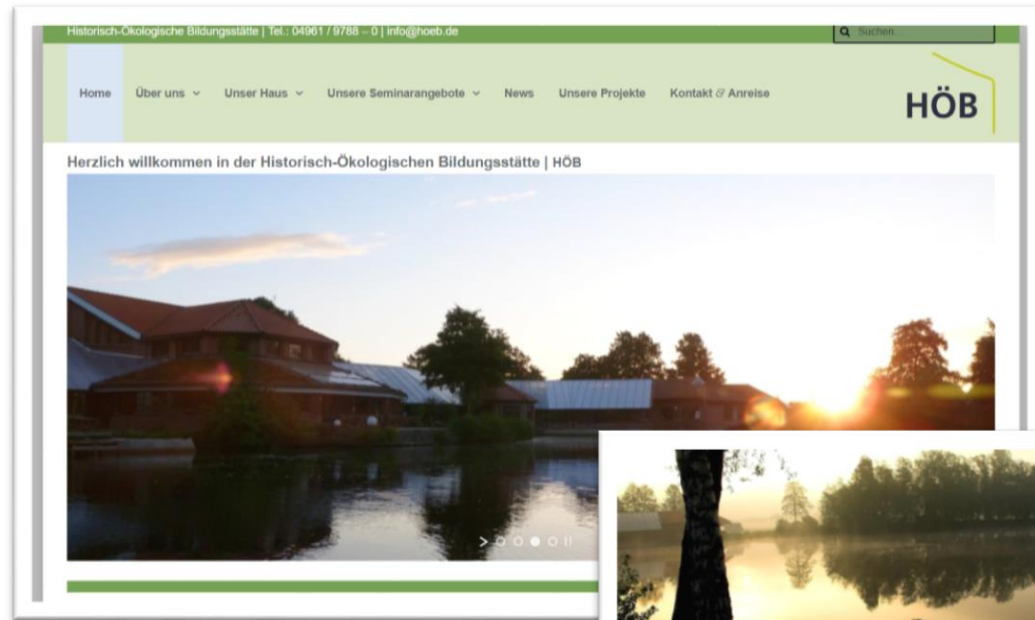 Historisch-Ökologische Bildungsstätte | Tel.: 04961 / 9788 – 0 | info@hoeb.de
Suchen...
Home Über uns Unser Haus Unsere Seminarangebote News Unsere Projekte Kontakt & Anreise
HÖB
Herzlich willkommen in der Historisch-Ökologischen Bildungsstätte | HÖB